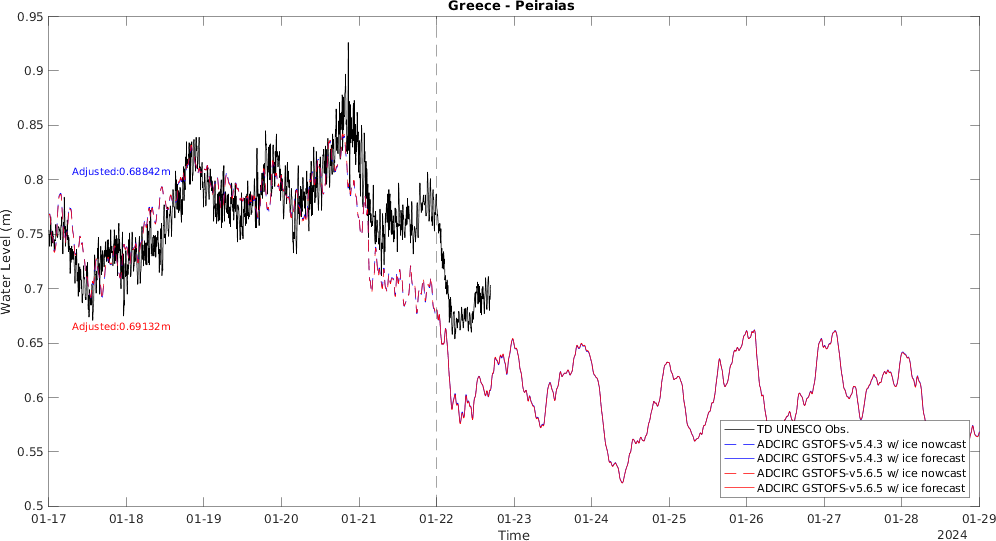 Greece - Peiraias
0.95
0.9
0.85
0.8
0.75
0.7
0.65
0.6
0.55
0.5
Water Level (m)
Adjusted:0.68842m
Adjusted:0.69132m
TD UNESCO Obs.
ADCIRC GSTOFS-v5.4.3 w/ ice nowcast
ADCIRC GSTOFS-v5.4.3 w/ ice forecast
ADCIRC GSTOFS-v5.6.5 w/ ice nowcast
ADCIRC GSTOFS-v5.6.5 w/ ice forecast
01-17 01-18 01-19 01-20 01-21 01-22 01-23 01-24 01-25 01-26 01-27 01-28 01-29
Time
2024